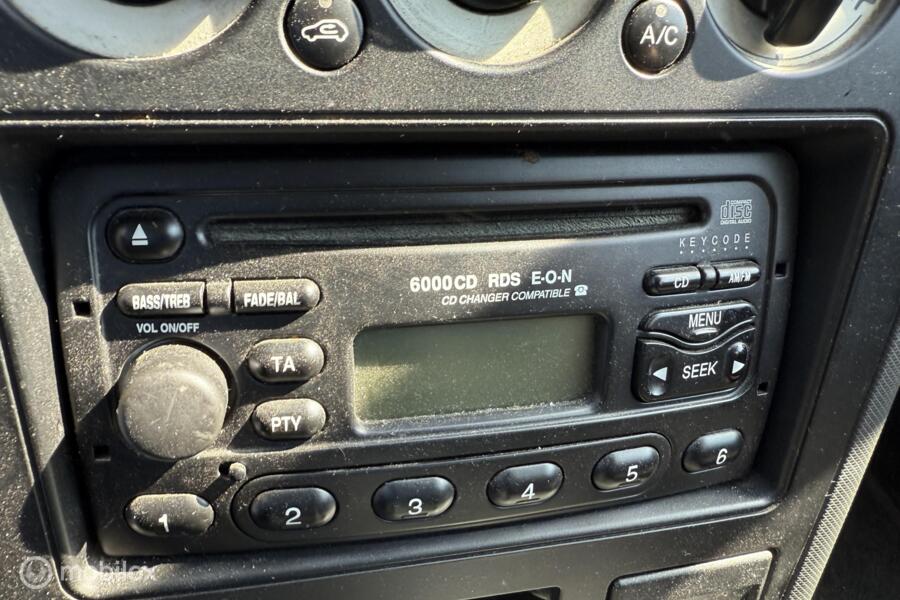 A/C
COMPACT
disc
DIGITAL AUDIO
KEYCODE
6000CD RDS E-O-N
CD CHANGER COMPATIBLE
CD
AM/FM
BASS/TREB
FADE/BAL
VOL ON/OFF
MENU
TA
SEEK
PTY
1
2
3
4
5
6
mobilox